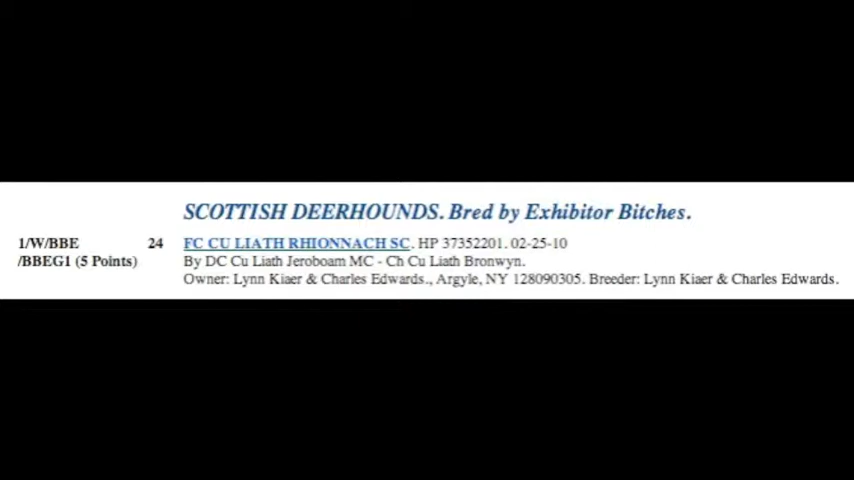 SCOTTISH DEERHOUNDS. Bred by Exhibitor Bitches.
1/W/BBE 24 FC CU LIATH RHIONNACH SC. HP 37352201. 02-25-10
/BBEG1 (5 Points) By DC Cu Liath Jeroboam MC - Ch Cu Liath Bronwyn.
Owner: Lynn Kiaer & Charles Edwards., Argyle, NY 128090305. Breeder: Lynn Kiaer & Charles Edwards.